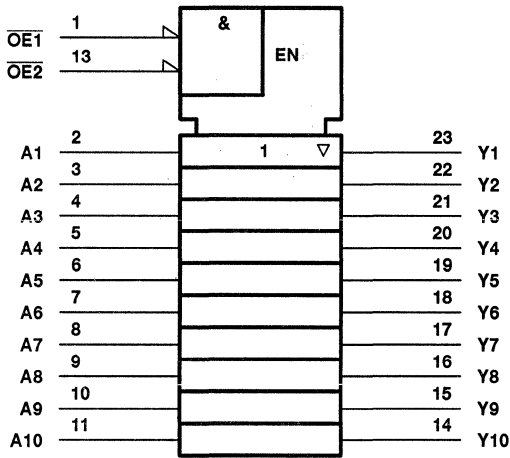 1 &
OE1
13 EN
OE2
2 23
A1 1 ▽ Y1
3 22
A2 Y2
4 21
A3 Y3
5 20
A4 Y4
6 19
A5 Y5
7 18
A6 Y6
8 17
A7 Y7
9 16
A8 Y8
10 15
A9 Y9
11 14
A10 Y10